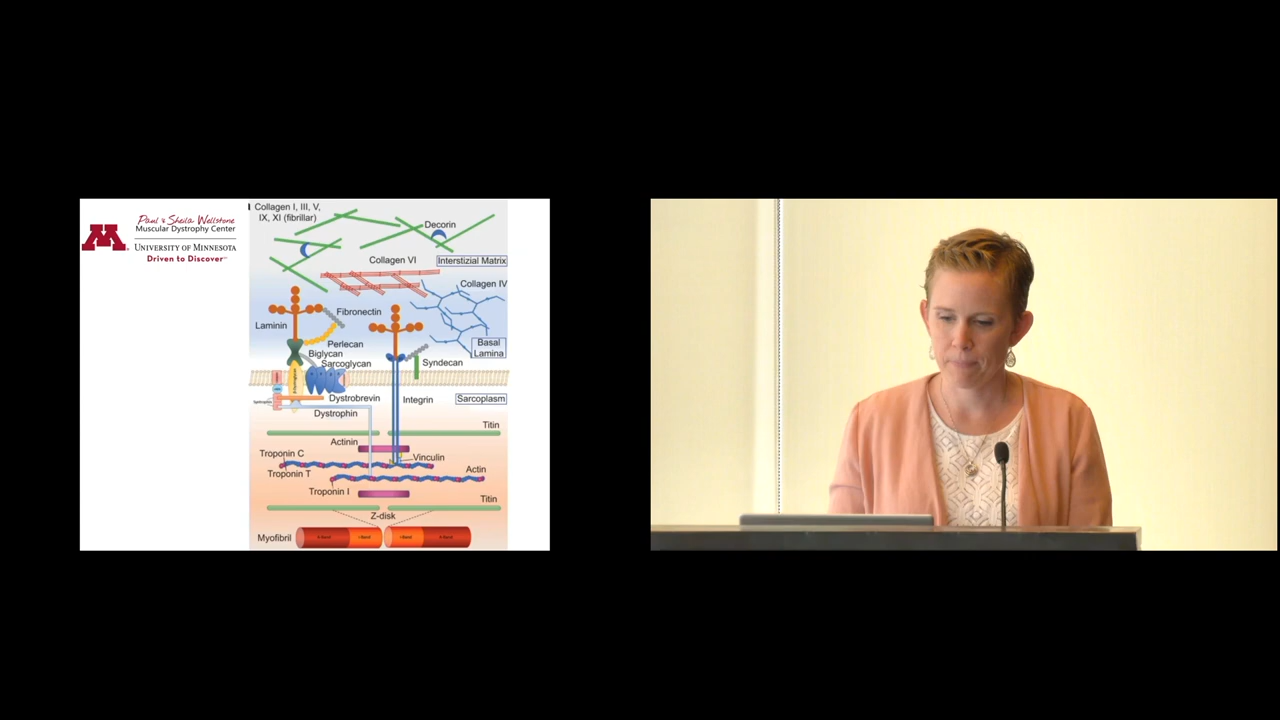 Paul & Sheila Wellstone
Muscular Dystrophy Center
UNIVERSITY OF MINNESOTA
Driven to Discover
Collagen I, III, V,
IX, XI (fibrillar)
Decorin
Collagen VI
Interstizial Matrix
Collagen IV
Fibronectin
Laminin
Perlecan
Basal
Lamina
Biglycan
Sarcoglycan
Syndecan
Dystrobrevin
Integrin
Sarcoplasm
Dystrophin
Titin
Actinin
Troponin C
Vinculin
Troponin T
Actin
Troponin I
Titin
Z-disk
Myofibril